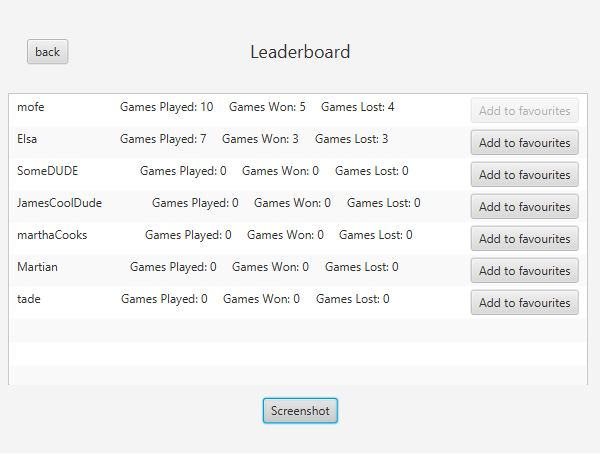 back Leaderboard
mofe Games Played: 10 Games Won: 5 Games Lost: 4 Add to favourites
Elsa Games Played: 7 Games Won: 3 Games Lost: 3 Add to favourites
SomeDUDE Games Played: 0 Games Won: 0 Games Lost: 0 Add to favourites
JamesCoolDude Games Played: 0 Games Won: 0 Games Lost: 0 Add to favourites
marthaCooks Games Played: 0 Games Won: 0 Games Lost: 0 Add to favourites
Martian Games Played: 0 Games Won: 0 Games Lost: 0 Add to favourites
tade Games Played: 0 Games Won: 0 Games Lost: 0 Add to favourites
Screenshot